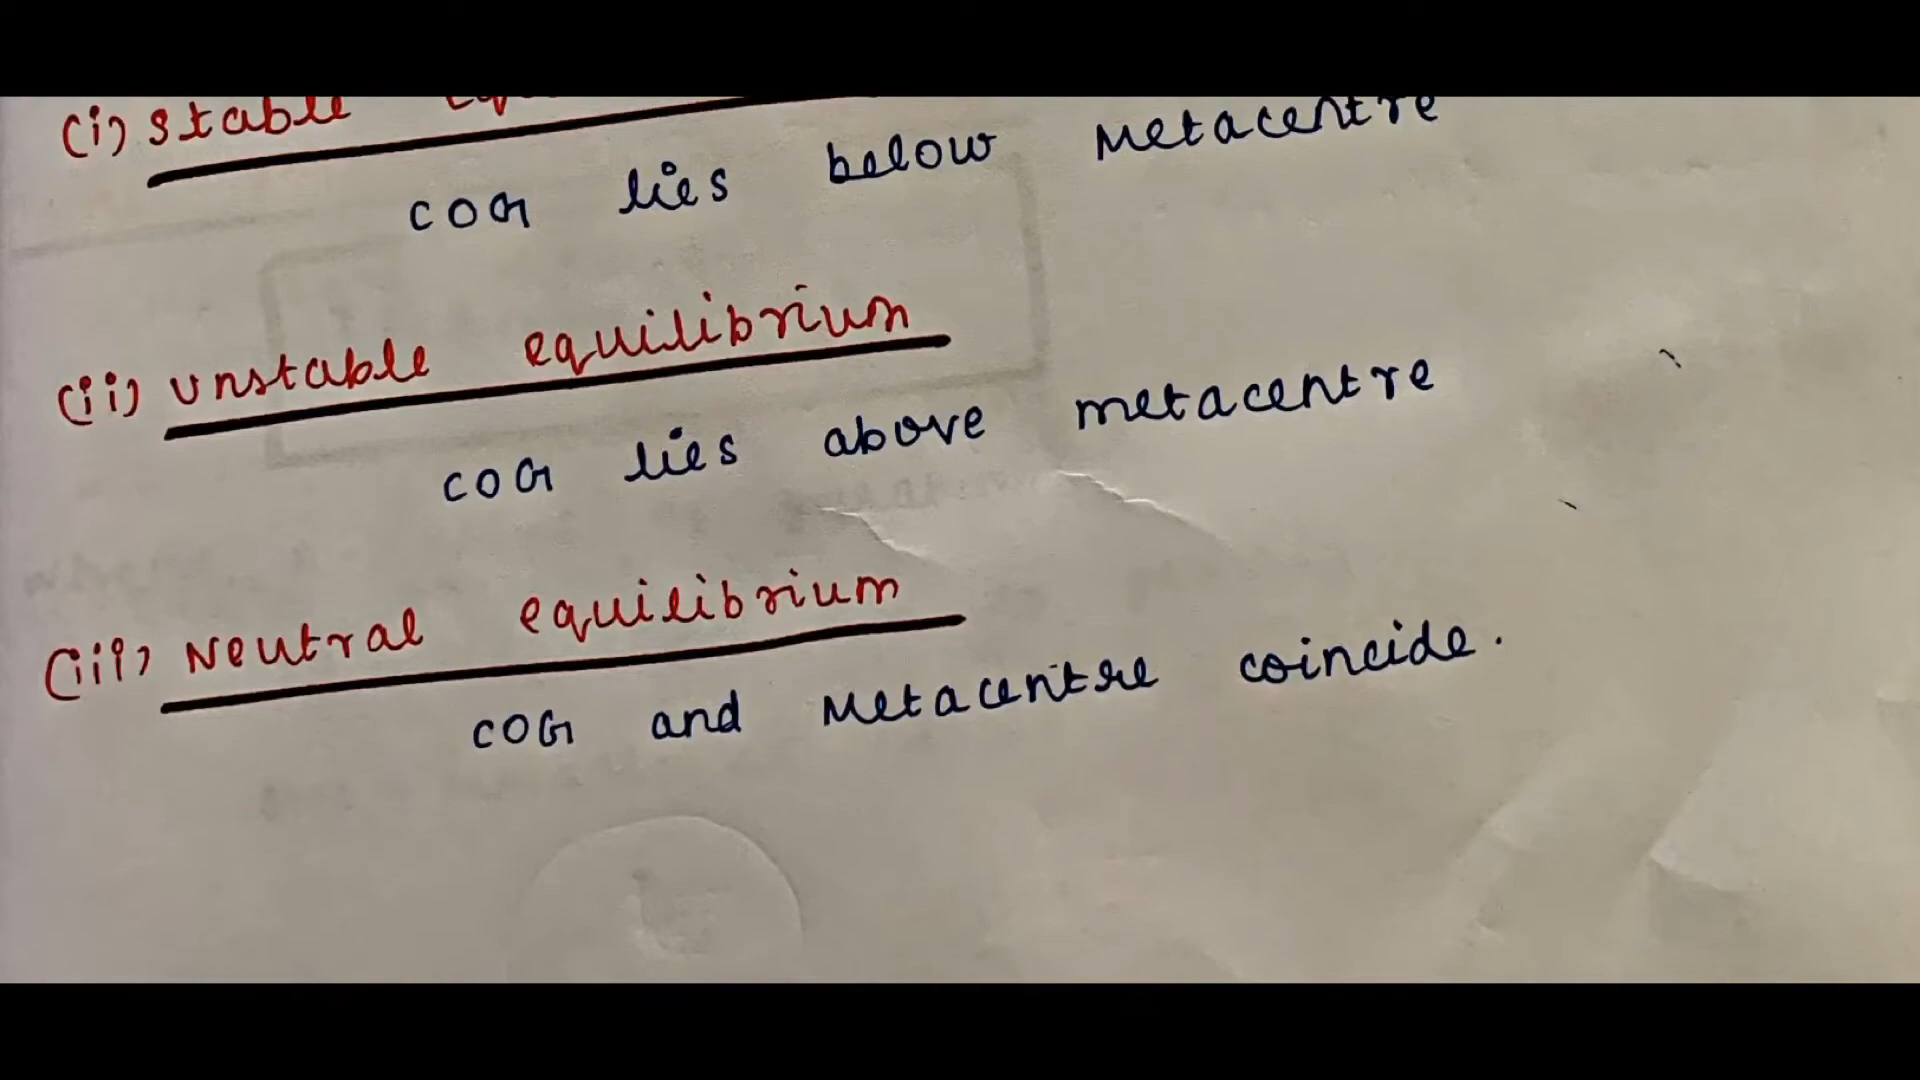 (i) stable
COG lies below Metacentre
(ii) unstable equilibrium
COG lies above metacentre
(iii) Neutral equilibrium
COG and Metacentre coincide.